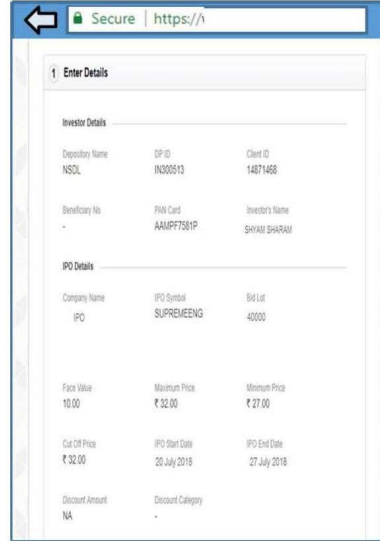 Secure | https://
1 Enter Details
Investor Details
Depository Name DP ID Client ID
NSDL IN300513 14871468
Beneficiary No PAN Card Investor's Name
- AAMPF7581P SHYAM SHARAM
IPO Details
Company Name IPO Symbol Bid Lot
IPO SUPREMEENG 40000
Face Value Maximum Price Minimum Price
10.00 ₹ 32.00 ₹ 27.00
Cut Off Price IPO Start Date IPO End Date
₹ 32.00 20 July 2018 27 July 2018
Discount Amount Discount Category
NA -